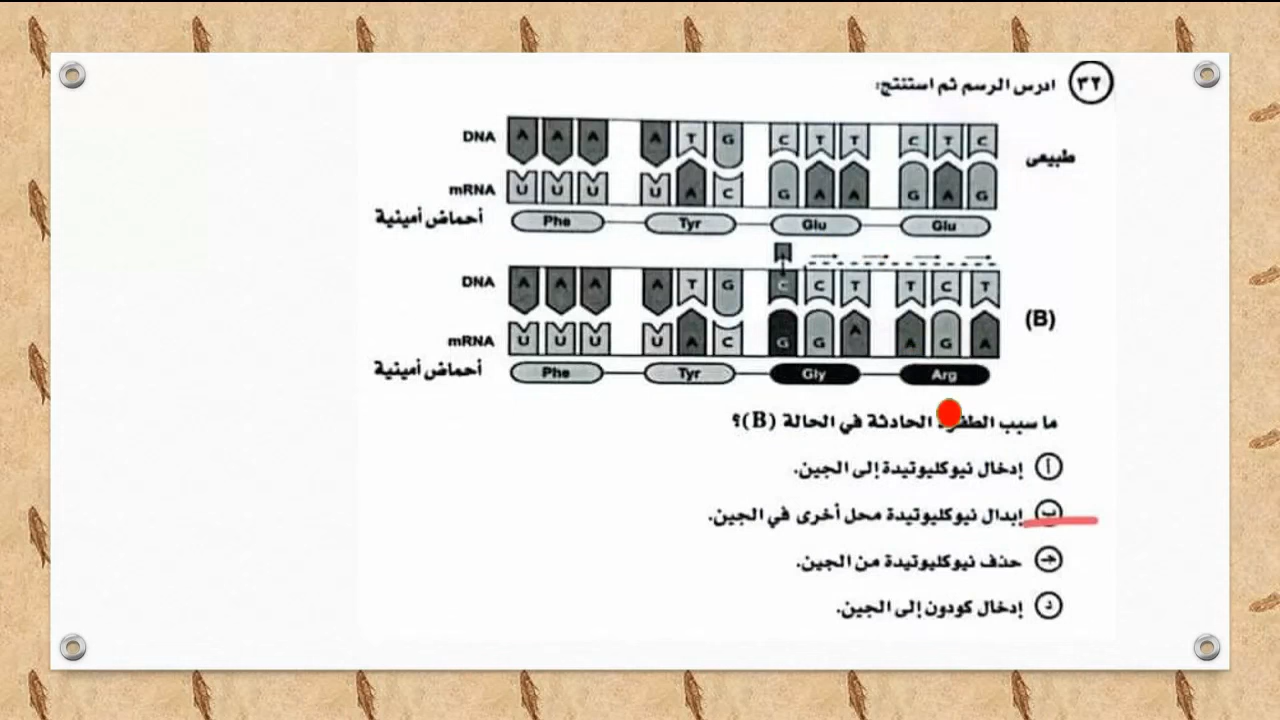 ٣٢ ادرس الرسم ثم استنتج:
طبيعى
DNA A A A A T G C T T C T C
mRNA U U U U A C G A A G A G
أحماض أمينية Phe Tyr Glu Glu
(B)
DNA A A A A T G C C T T C T
mRNA U U U U A C G G A A G A
أحماض أمينية Phe Tyr Gly Arg
ما سبب الحادثة في الحالة (B)؟
أ إدخال نيوكليوتيدة إلى الجين.
ب إبدال نيوكليوتيدة محل أخرى في الجين.
جـ حذف نيوكليوتيدة من الجين.
د إدخال كودون إلى الجين.